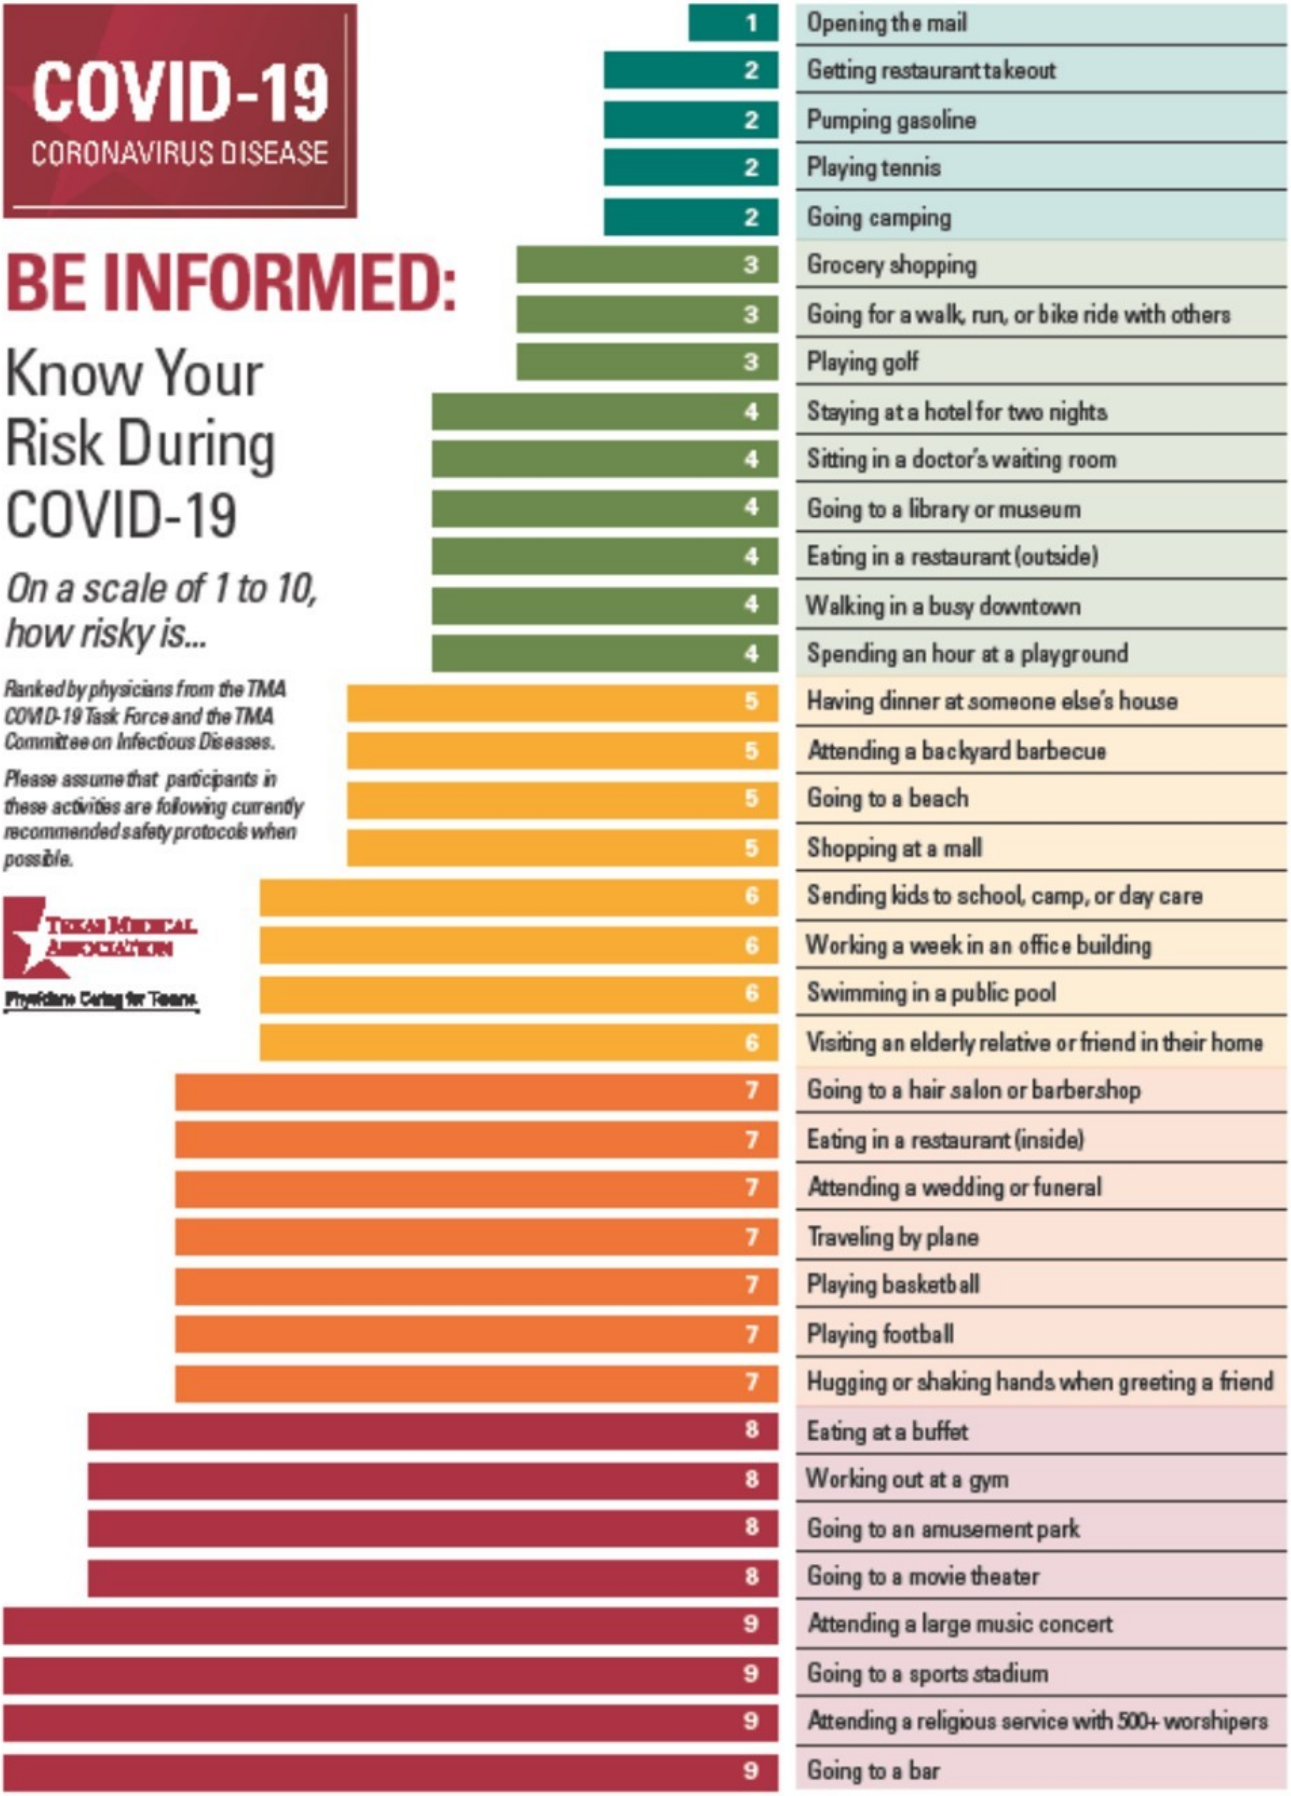 COVID-19
CORONAVIRUS DISEASE
BE INFORMED:
Know Your
Risk During
COVID-19
On a scale of 1 to 10,
how risky is...
Ranked by physicians from the TMA
COVID-19 Task Force and the TMA
Committee on Infectious Diseases.
Please assume that participants in
these activities are following currently
recommended safety protocols when
possible.
TEXAS MEDICAL
ASSOCIATION
Physicians Caring for Texans
1 Opening the mail
2 Getting restaurant takeout
2 Pumping gasoline
2 Playing tennis
2 Going camping
3 Grocery shopping
3 Going for a walk, run, or bike ride with others
3 Playing golf
4 Staying at a hotel for two nights
4 Sitting in a doctor's waiting room
4 Going to a library or museum
4 Eating in a restaurant (outside)
4 Walking in a busy downtown
4 Spending an hour at a playground
5 Having dinner at someone else's house
5 Attending a backyard barbecue
5 Going to a beach
5 Shopping at a mall
6 Sending kids to school, camp, or day care
6 Working a week in an office building
6 Swimming in a public pool
6 Visiting an elderly relative or friend in their home
7 Going to a hair salon or barbershop
7 Eating in a restaurant (inside)
7 Attending a wedding or funeral
7 Traveling by plane
7 Playing basketball
7 Playing football
7 Hugging or shaking hands when greeting a friend
8 Eating at a buffet
8 Working out at a gym
8 Going to an amusement park
8 Going to a movie theater
9 Attending a large music concert
9 Going to a sports stadium
9 Attending a religious service with 500+ worshipers
9 Going to a bar